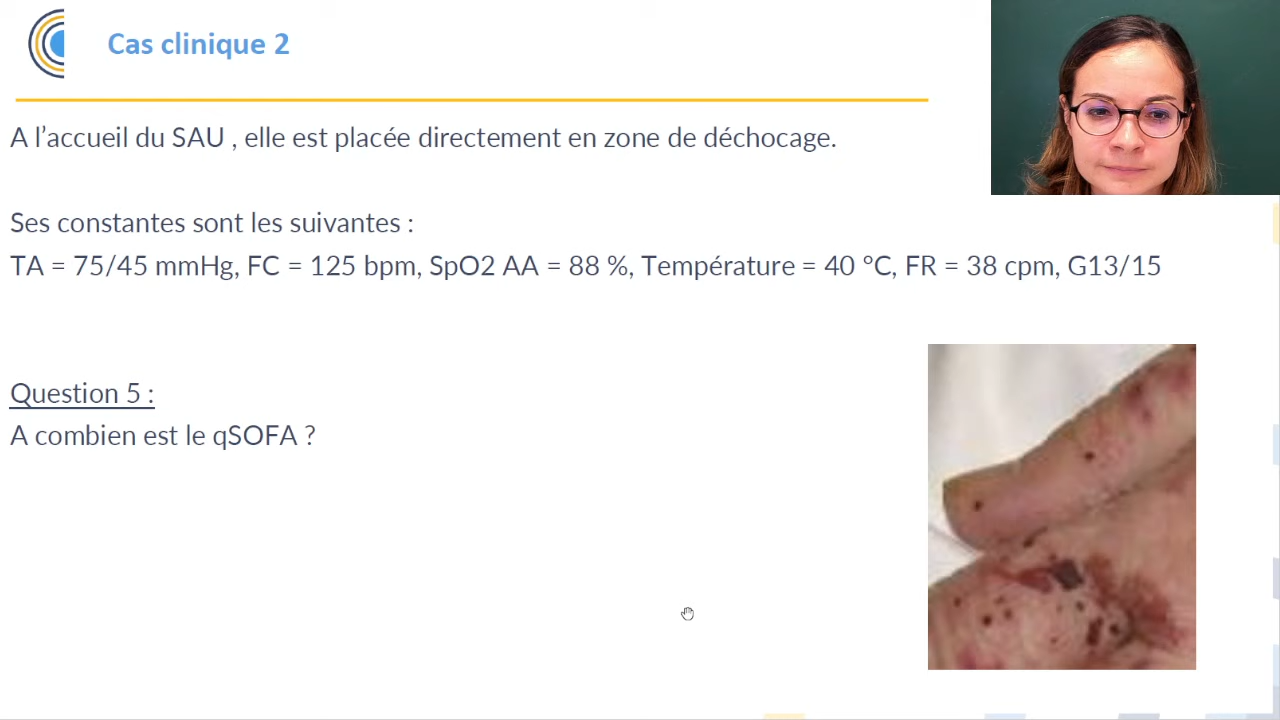 Cas clinique 2
A l’accueil du SAU , elle est placée directement en zone de déchocage.
Ses constantes sont les suivantes :
TA = 75/45 mmHg, FC = 125 bpm, SpO2 AA = 88 %, Température = 40 °C, FR = 38 cpm, G13/15
Question 5 :
A combien est le qSOFA ?